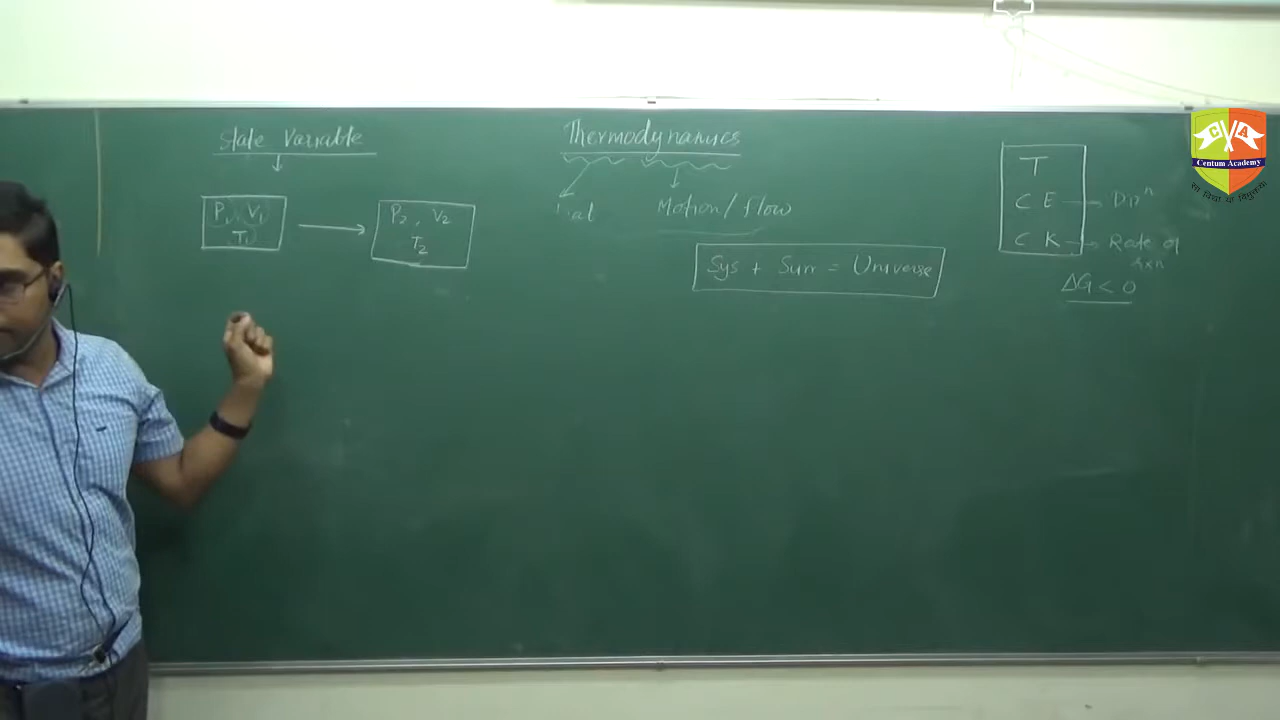 State Variable
P₁, V₁
T₁
P₂, V₂
T₂
Thermodynamics
Heat
Motion/flow
Sys + Surr = Universe
T
C E → Dirⁿ
C K → Rate of
rxn
ΔG < 0
C A
Centum Academy